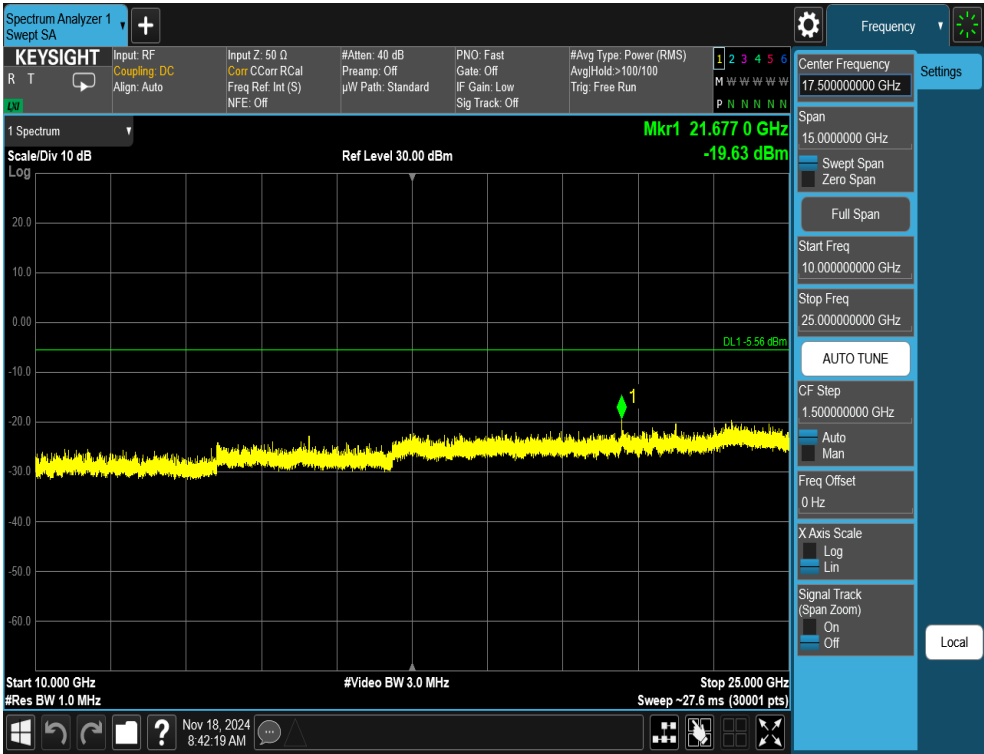 Spectrum Analyzer 1
Swept SA
+
Frequency
KEYSIGHT
R T
LXI
Input: RF
Coupling: DC
Align: Auto
Input Z: 50 Ω
Corr CCorr RCal
Freq Ref: Int (S)
NFE: Off
#Atten: 40 dB
Preamp: Off
µW Path: Standard
PNO: Fast
Gate: Off
IF Gain: Low
Sig Track: Off
#Avg Type: Power (RMS)
Avg|Hold:>100/100
Trig: Free Run
1 2 3 4 5 6
M W W W W W
P N N N N N
1 Spectrum
Mkr1 21.677 0 GHz
-19.63 dBm
Scale/Div 10 dB
Ref Level 30.00 dBm
Log
20.0
10.0
0.00
DL1 -5.56 dBm
-10.0
1
-20.0
-30.0
-40.0
-50.0
-60.0
Start 10.000 GHz
#Video BW 3.0 MHz
Stop 25.000 GHz
#Res BW 1.0 MHz
Sweep ~27.6 ms (30001 pts)
Center Frequency
17.500000000 GHz
Settings
Span
15.0000000 GHz
Swept Span
Zero Span
Full Span
Start Freq
10.000000000 GHz
Stop Freq
25.000000000 GHz
AUTO TUNE
CF Step
1.500000000 GHz
Auto
Man
Freq Offset
0 Hz
X Axis Scale
Log
Lin
Signal Track
(Span Zoom)
On
Off
Local
?
Nov 18, 2024
8:42:19 AM